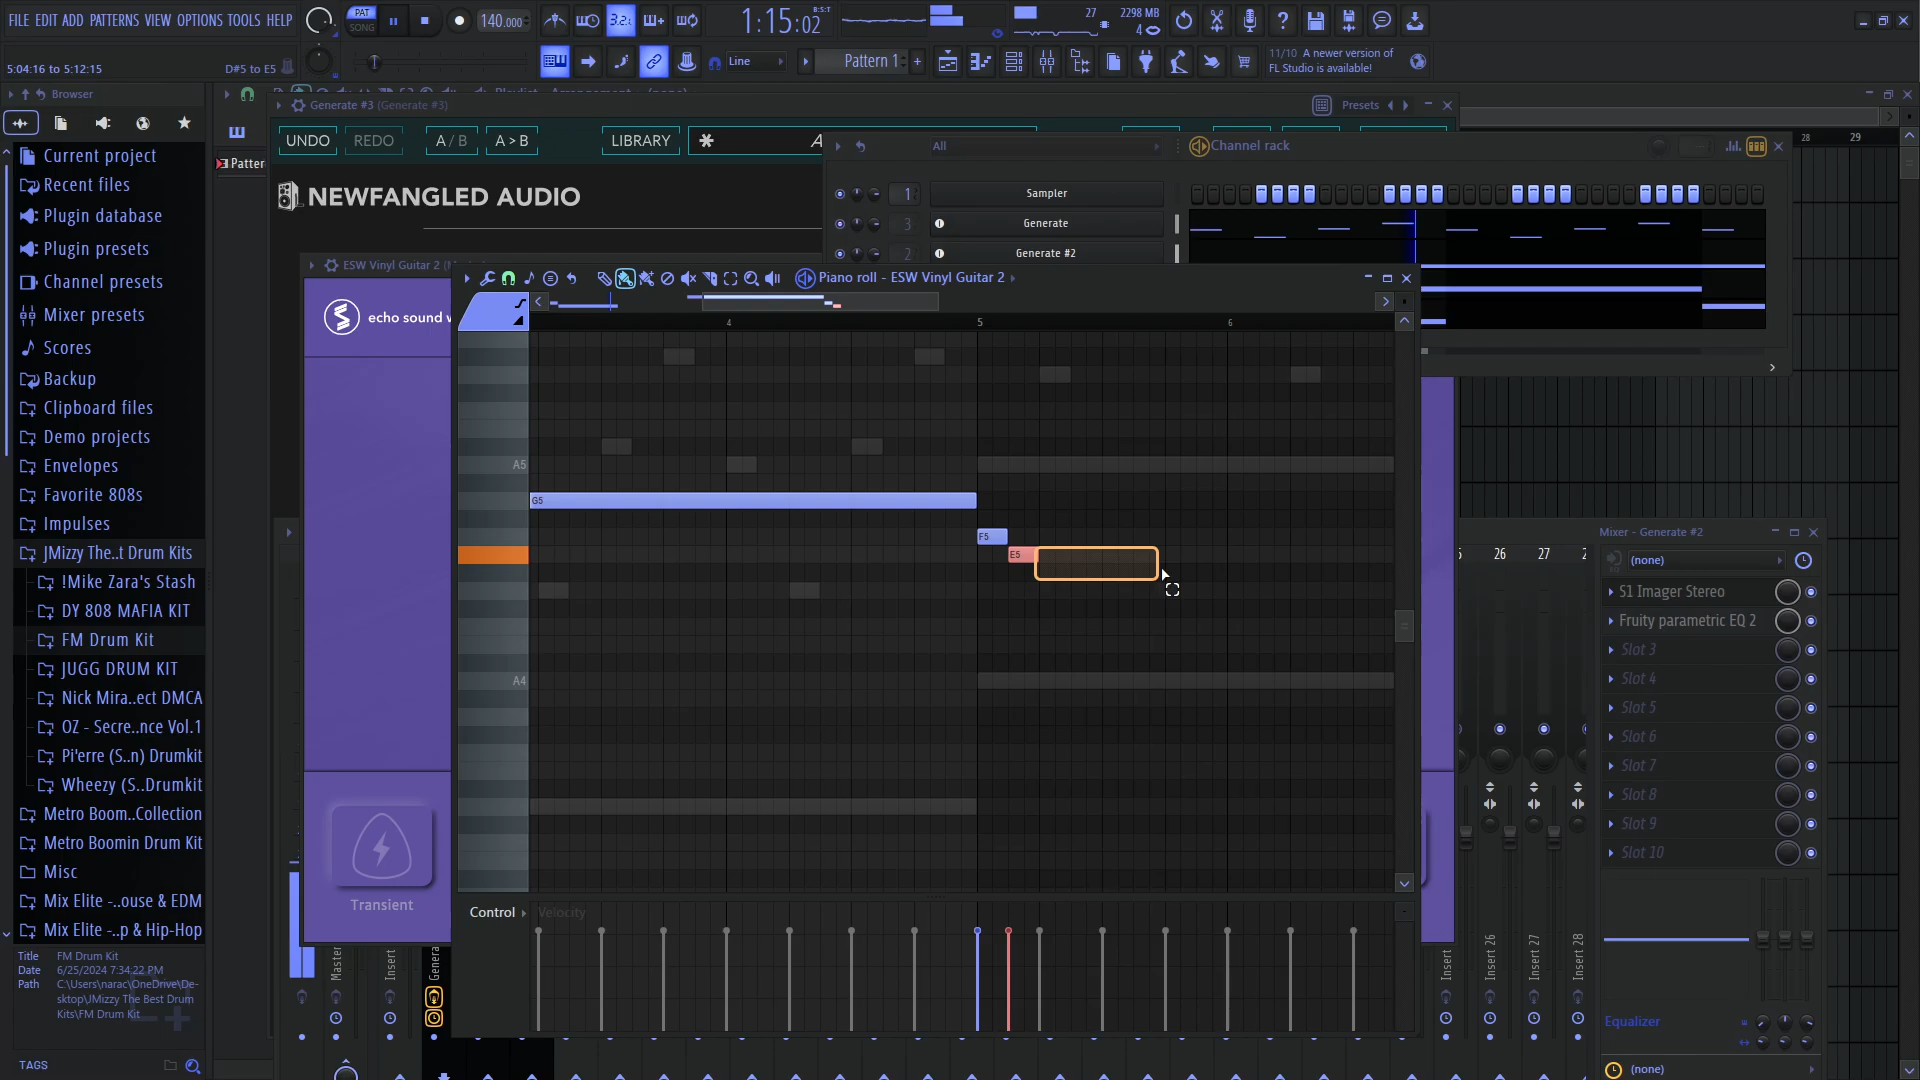 FILE EDIT ADD PATTERNS VIEW OPTIONS TOOLS HELP
PAT
SONG
140.000
3.2.
1:15:02
B:S:T
27
2298 MB
4
5:04:16 to 5:12:15
D#5 to E5
Line
Pattern 1
11/10 A newer version of
FL Studio is available!
Browser
Current project
Recent files
Plugin database
Plugin presets
Channel presets
Mixer presets
Scores
Backup
Clipboard files
Demo projects
Envelopes
Favorite 808s
Impulses
JMizzy The..t Drum Kits
!Mike Zara's Stash
DY 808 MAFIA KIT
FM Drum Kit
JUGG DRUM KIT
Nick Mira..ect DMCA
OZ - Secre..nce Vol.1
Pi'erre (S..n) Drumkit
Wheezy (S..Drumkit
Metro Boom..Collection
Metro Boomin Drum Kit
Misc
Mix Elite -..ouse & EDM
Mix Elite -..p & Hip-Hop
Title FM Drum Kit
Date 6/25/2024 7:34:22 PM
Path C:\Users\narac\OneDrive\De-
sktop\JMizzy The Best Drum
Kits\FM Drum Kit
TAGS
Patter
Generate #3 (Generate #3)
Presets
UNDO
REDO
A / B
A > B
LIBRARY
*
A
NEWFANGLED AUDIO
All
Channel rack
1
Sampler
3
Generate
2
Generate #2
28
29
ESW Vinyl Guitar 2
echo sound
Transient
Piano roll - ESW Vinyl Guitar 2
4
5
6
A5
G5
F5
E5
A4
Control
Velocity
Master
Insert
Genera
Mixer - Generate #2
5
26
27
2
(none)
S1 Imager Stereo
Fruity parametric EQ 2
Slot 3
Slot 4
Slot 5
Slot 6
Slot 7
Slot 8
Slot 9
Slot 10
Insert
Insert 26
Insert 27
Insert 28
Equalizer
(none)